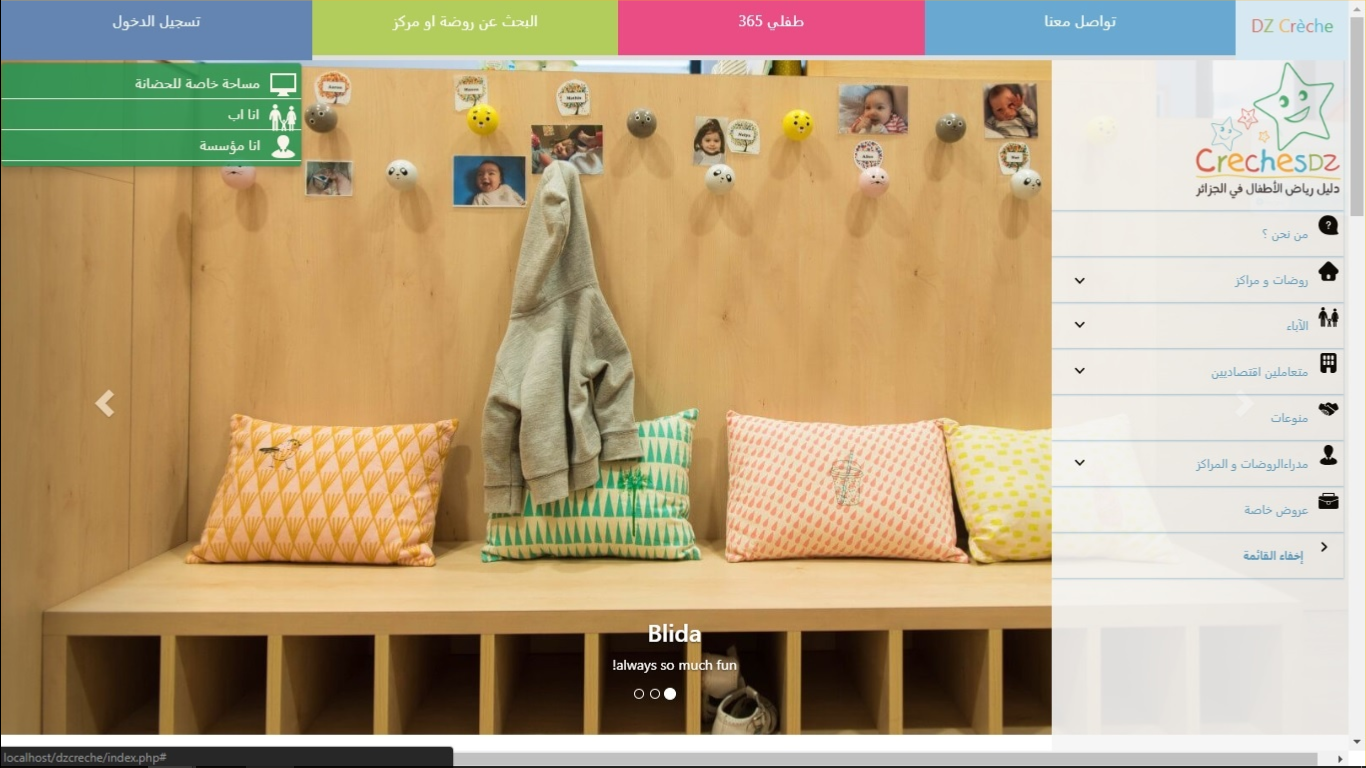 DZ Crèche
تواصل معنا
طفلي 365
البحث عن روضة او مركز
تسجيل الدخول
مساحة خاصة للحضانة
انا اب
انا مؤسسة
CrechesDZ
دليل رياض الأطفال في الجزائر
من نحن ؟
روضات و مراكز
الآباء
متعاملين اقتصاديين
منوعات
مدراءالروضات و المراكز
عروض خاصة
إخفاء القائمة
Blida
!always so much fun
localhost/dzcreche/index.php#